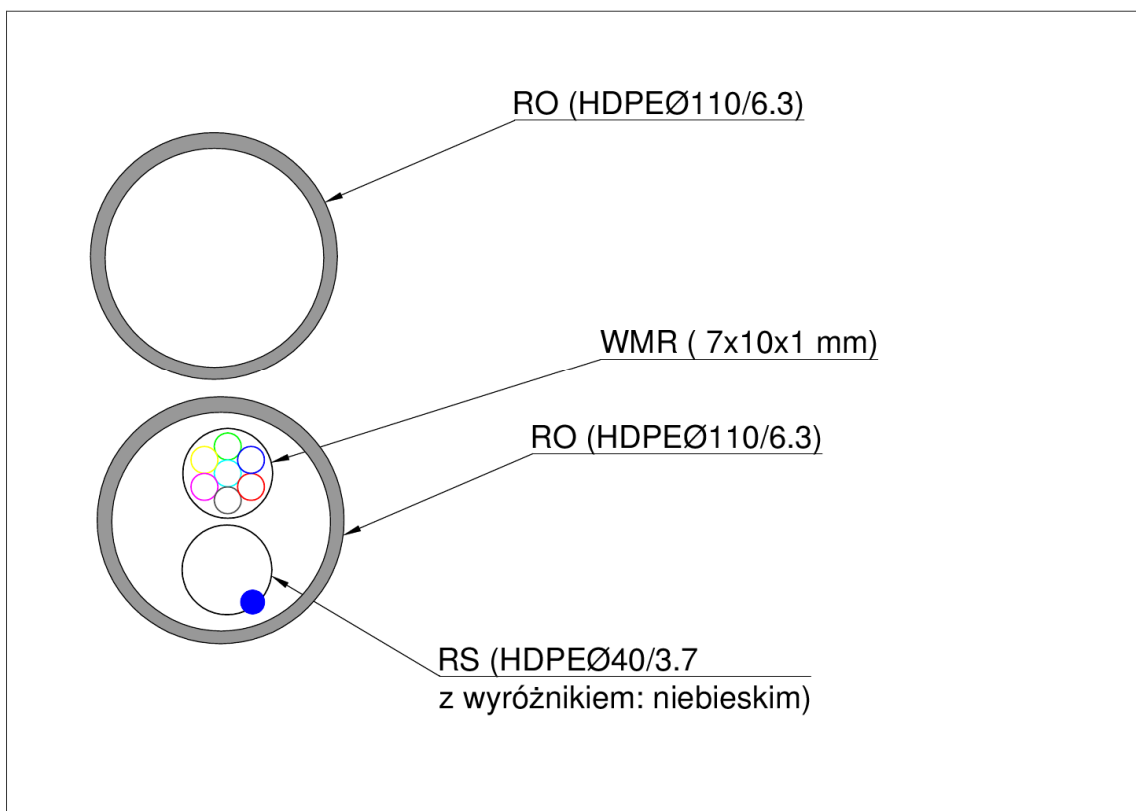 RO (HDPEØ110/6.3)
WMR ( 7x10x1 mm)
RO (HDPEØ110/6.3)
RS (HDPEØ40/3.7
z wyróżnikiem: niebieskim)